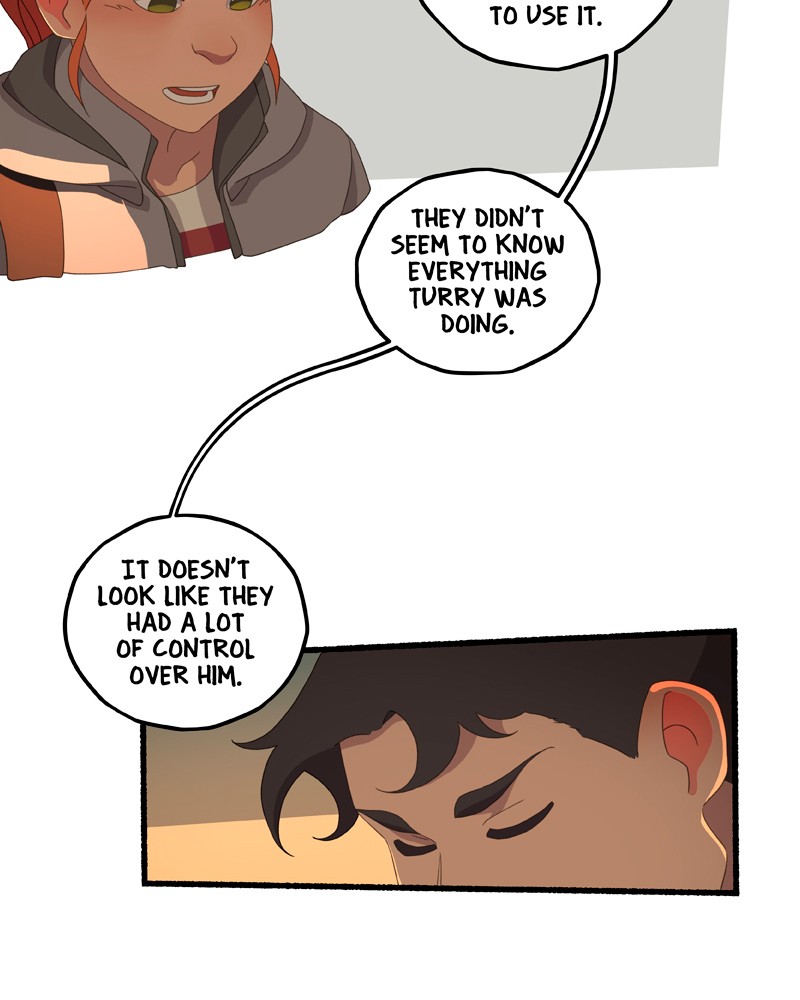 TO USE IT.
THEY DIDN'T
SEEM TO KNOW
EVERYTHING
TURRY WAS
DOING.
IT DOESN'T
LOOK LIKE THEY
HAD A LOT
OF CONTROL
OVER HIM.